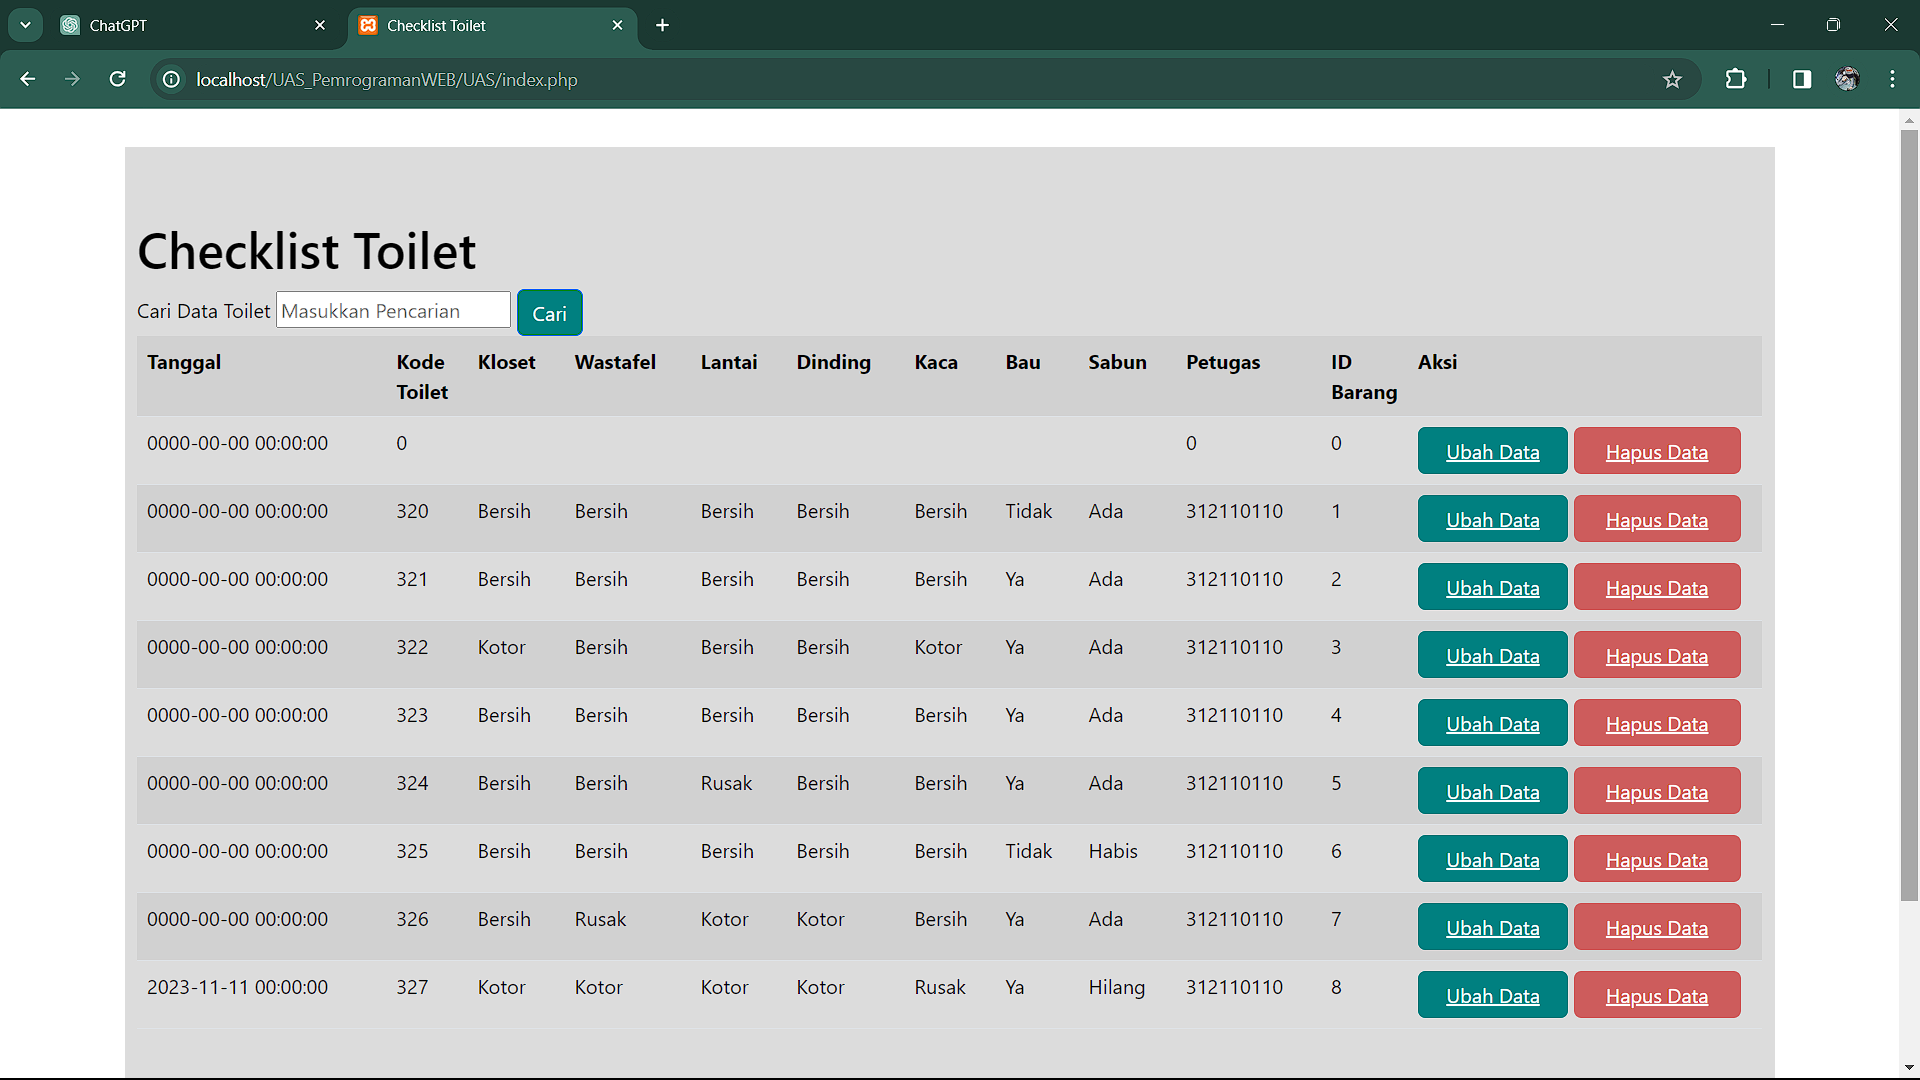 ChatGPT
Checklist Toilet
localhost/UAS_PemrogramanWEB/UAS/index.php
Checklist Toilet
Cari Data Toilet Masukkan Pencarian Cari
Tanggal Kode Toilet Kloset Wastafel Lantai Dinding Kaca Bau Sabun Petugas ID Barang Aksi
0000-00-00 00:00:00 0 0 0 Ubah Data Hapus Data
0000-00-00 00:00:00 320 Bersih Bersih Bersih Bersih Bersih Tidak Ada 312110110 1 Ubah Data Hapus Data
0000-00-00 00:00:00 321 Bersih Bersih Bersih Bersih Bersih Ya Ada 312110110 2 Ubah Data Hapus Data
0000-00-00 00:00:00 322 Kotor Bersih Bersih Bersih Kotor Ya Ada 312110110 3 Ubah Data Hapus Data
0000-00-00 00:00:00 323 Bersih Bersih Bersih Bersih Bersih Ya Ada 312110110 4 Ubah Data Hapus Data
0000-00-00 00:00:00 324 Bersih Bersih Rusak Bersih Bersih Ya Ada 312110110 5 Ubah Data Hapus Data
0000-00-00 00:00:00 325 Bersih Bersih Bersih Bersih Bersih Tidak Habis 312110110 6 Ubah Data Hapus Data
0000-00-00 00:00:00 326 Bersih Rusak Kotor Kotor Bersih Ya Ada 312110110 7 Ubah Data Hapus Data
2023-11-11 00:00:00 327 Kotor Kotor Kotor Kotor Rusak Ya Hilang 312110110 8 Ubah Data Hapus Data